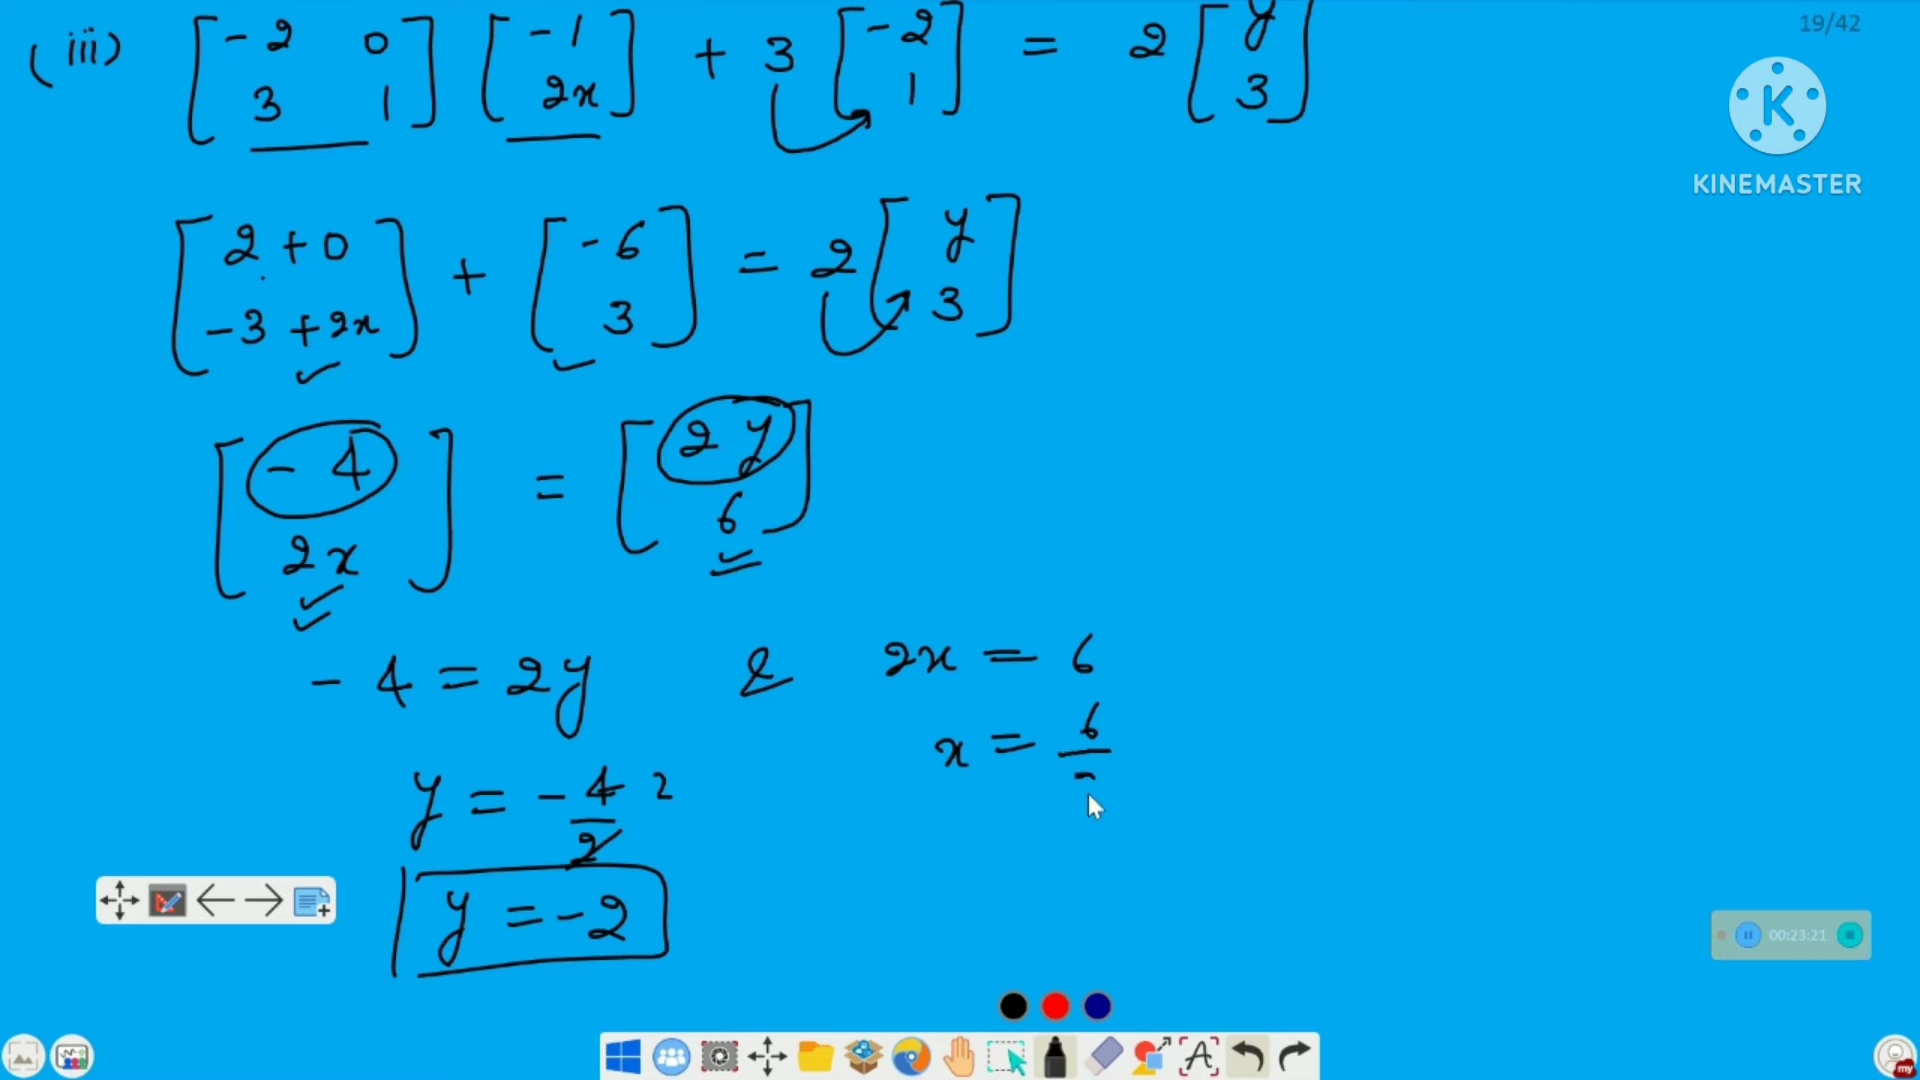 19/42
(iii) [-2 0] [-1] + 3 [-2] = 2 [y]
[3 1] [2x] [1] [3]
KINEMASTER
[2+0] + [-6] = 2 [y]
[-3+2x] [3] [3]
[-4] = [2y]
[2x] [6]
-4 = 2y & 2x = 6
x = 6
y = -4 2
2
y = -2
00:23:21
my